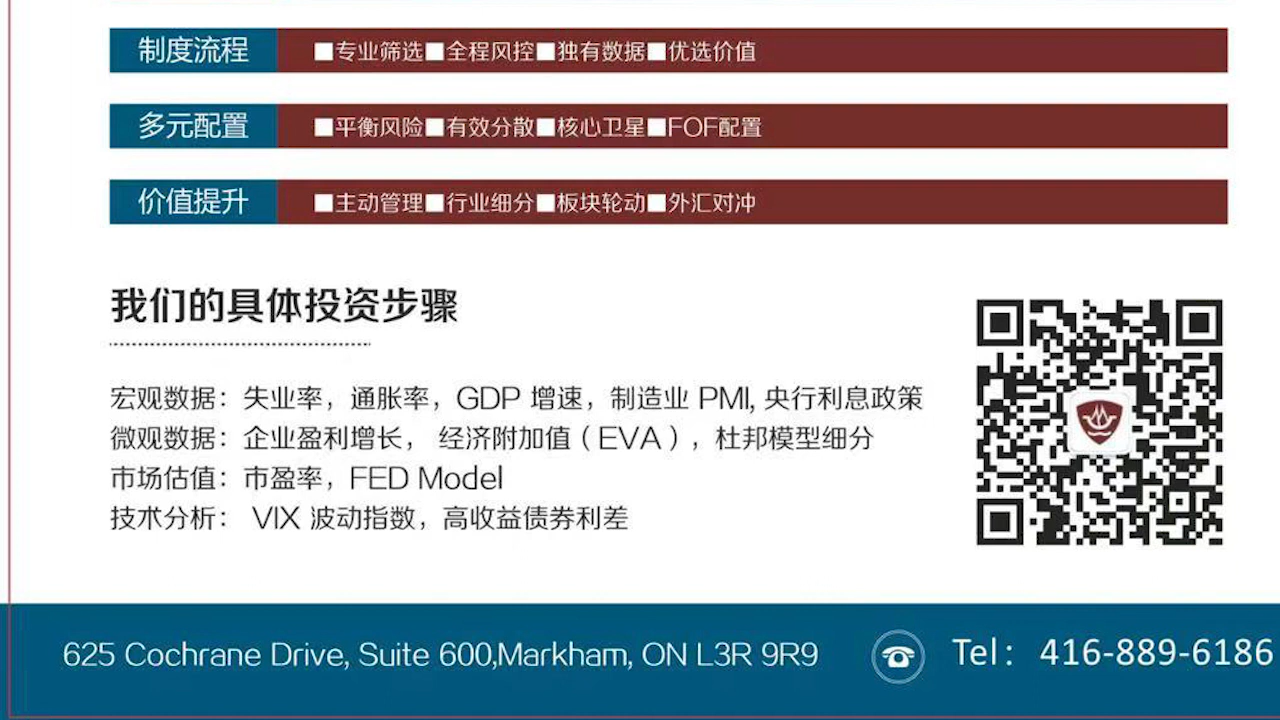 制度流程 ■专业筛选■全程风控■独有数据■优选价值
多元配置 ■平衡风险■有效分散■核心卫星■FOF配置
价值提升 ■主动管理■行业细分■板块轮动■外汇对冲
我们的具体投资步骤
宏观数据：失业率，通胀率，GDP 增速，制造业 PMI, 央行利息政策
微观数据：企业盈利增长， 经济附加值（EVA），杜邦模型细分
市场估值：市盈率，FED Model
技术分析： VIX 波动指数，高收益债券利差
625 Cochrane Drive, Suite 600,Markham, ON L3R 9R9
Tel：416-889-6186